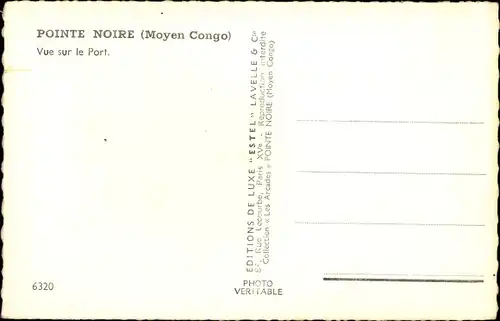 POINTE NOIRE (Moyen Congo)
Vue sur le Port.
EDITIONS DE LUXE "ESTEL" LAVELLE & Cie
Rue Lecourbe, Paris XVe - Reproduction interdite
Collection « Les Arcades » POINTE NOIRE (Moyen Congo)
6320
PHOTO
VERITABLE